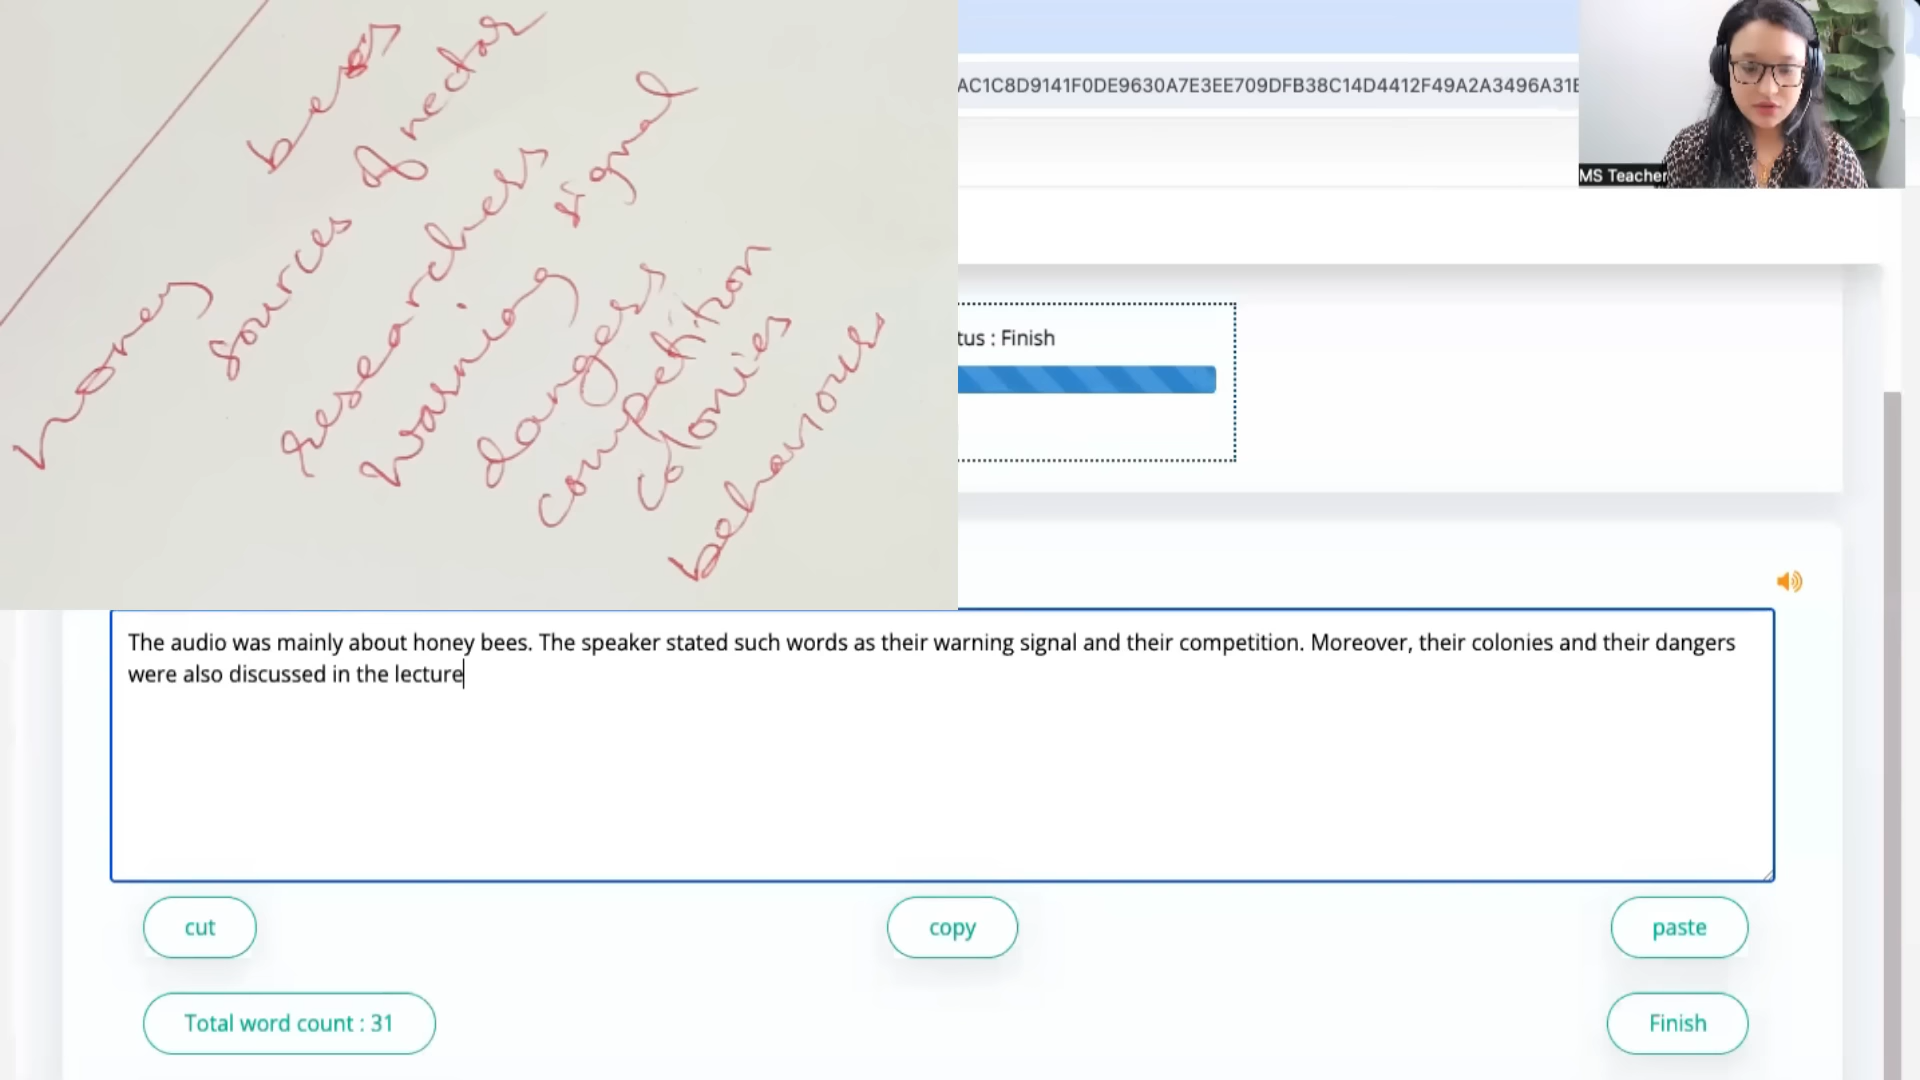 honey bees
sources of nectar
researchers
warning signal
dangers
competition
colonies
behaviours
AC1C8D9141F0DE9630A7E3EE709DFB38C14D4412F49A2A3496A31E
MS Teacher
tus : Finish
The audio was mainly about honey bees. The speaker stated such words as their warning signal and their competition. Moreover, their colonies and their dangers
were also discussed in the lecture
cut
copy
paste
Total word count : 31
Finish